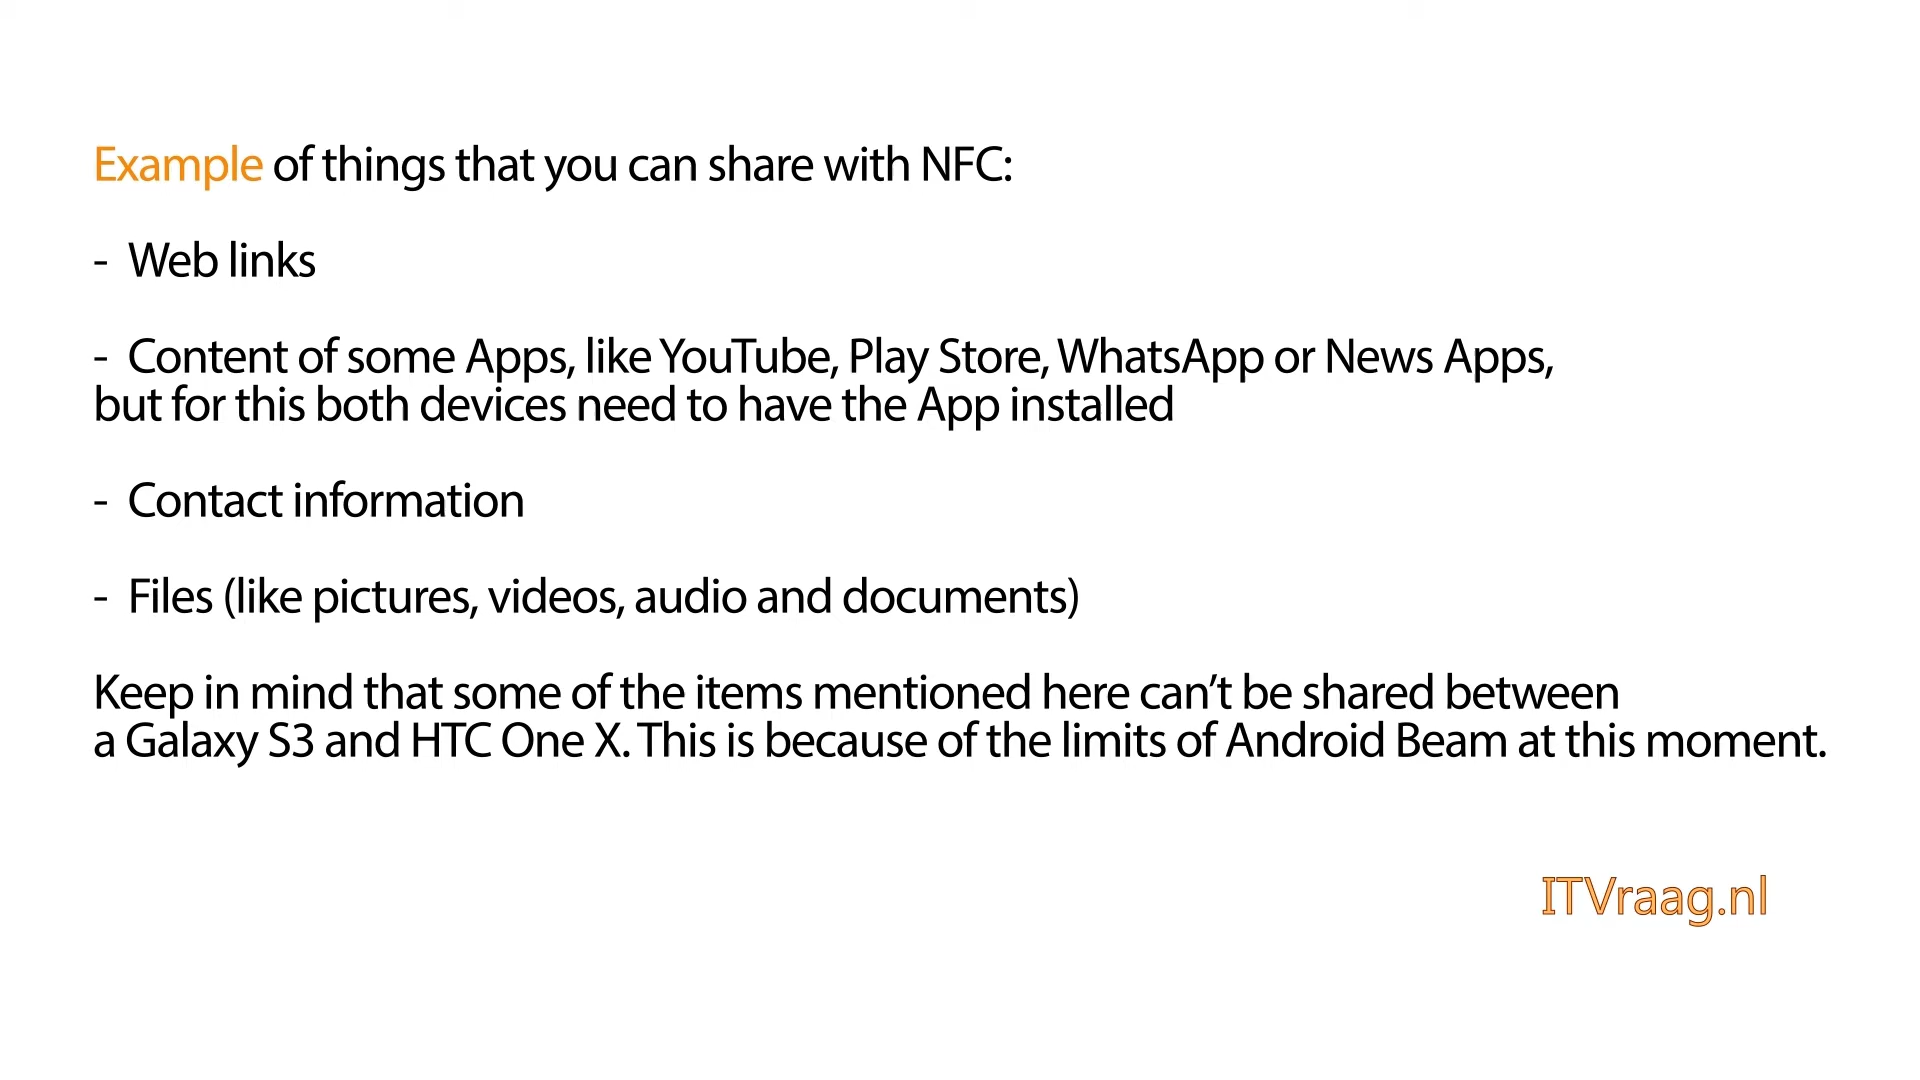 Example of things that you can share with NFC:
- Web links
- Content of some Apps, like YouTube, Play Store, WhatsApp or News Apps,
but for this both devices need to have the App installed
- Contact information
- Files (like pictures, videos, audio and documents)
Keep in mind that some of the items mentioned here can’t be shared between
a Galaxy S3 and HTC One X. This is because of the limits of Android Beam at this moment.
ITVraag.nl